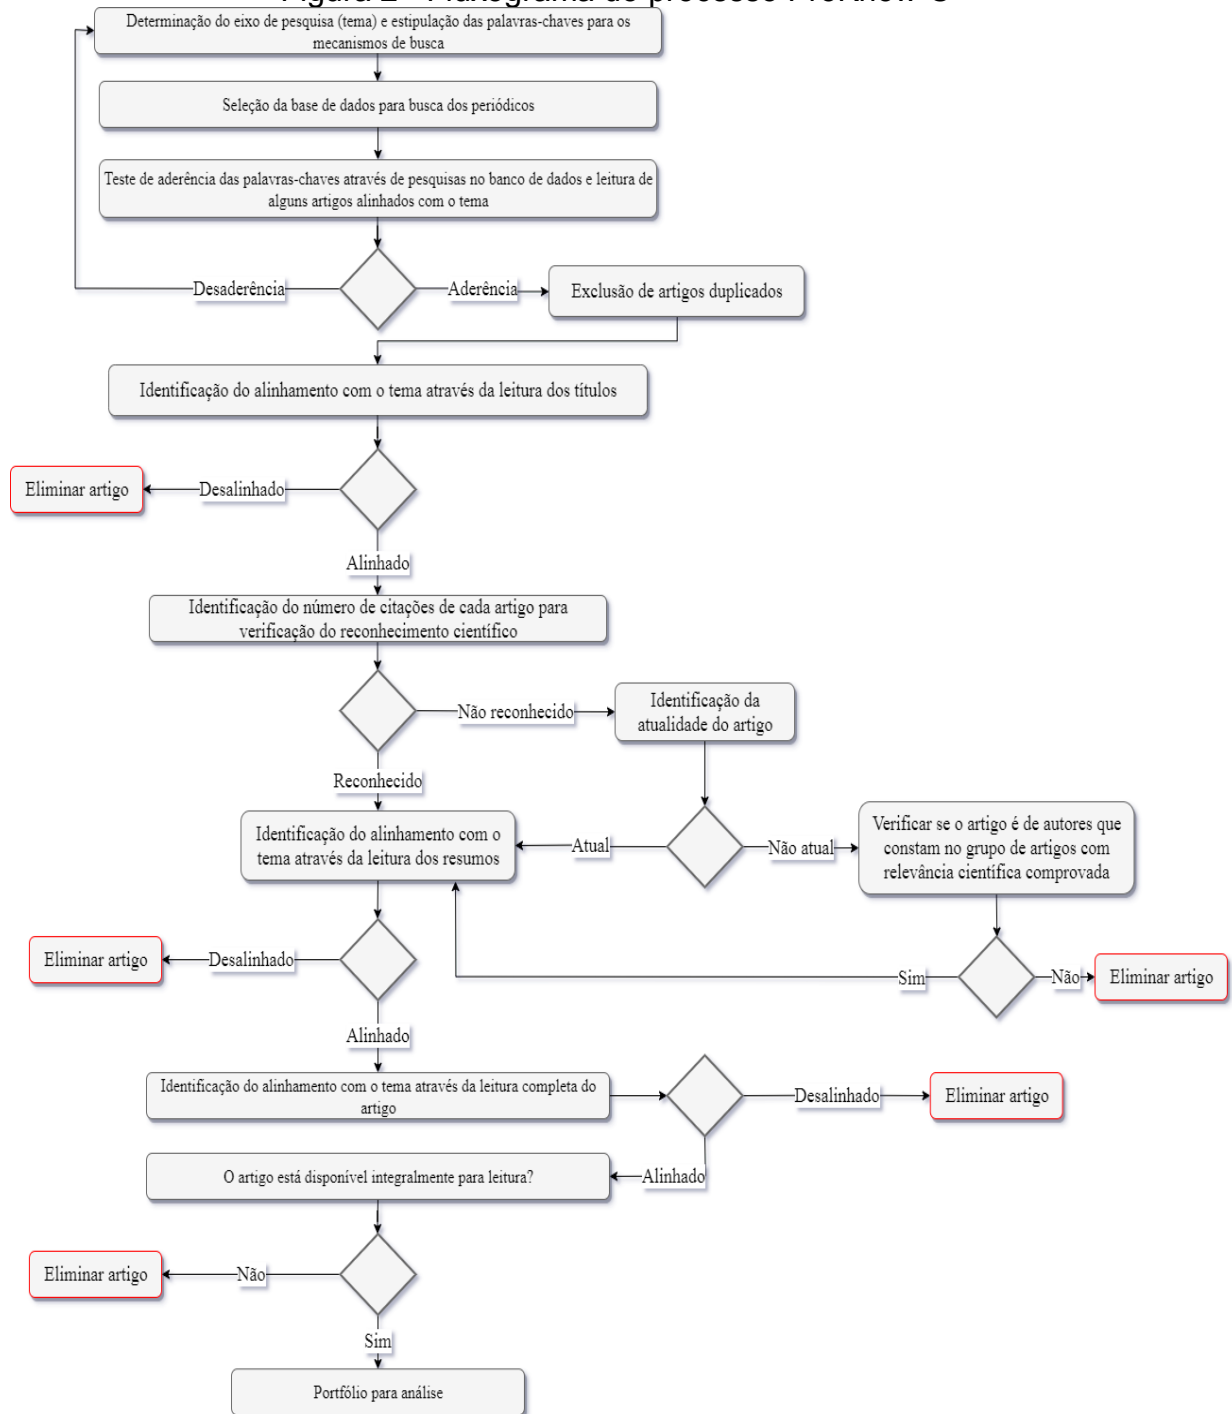 Figura 2 - Fluxograma do processo ProKnow-C
Determinação do eixo de pesquisa (tema) e estipulação das palavras-chaves para os
mecanismos de busca
Seleção da base de dados para busca dos periódicos
Teste de aderência das palavras-chaves através de pesquisas no banco de dados e leitura de
alguns artigos alinhados com o tema
Desaderência
Aderência
Exclusão de artigos duplicados
Identificação do alinhamento com o tema através da leitura dos títulos
Eliminar artigo
Desalinhado
Alinhado
Identificação do número de citações de cada artigo para
verificação do reconhecimento científico
Não reconhecido
Identificação da
atualidade do artigo
Reconhecido
Identificação do alinhamento com o
tema através da leitura dos resumos
Atual
Não atual
Verificar se o artigo é de autores que
constam no grupo de artigos com
relevância científica comprovada
Eliminar artigo
Desalinhado
Sim
Não
Eliminar artigo
Alinhado
Identificação do alinhamento com o tema através da leitura completa do
artigo
Desalinhado
Eliminar artigo
O artigo está disponível integralmente para leitura?
Alinhado
Eliminar artigo
Não
Sim
Portfólio para análise